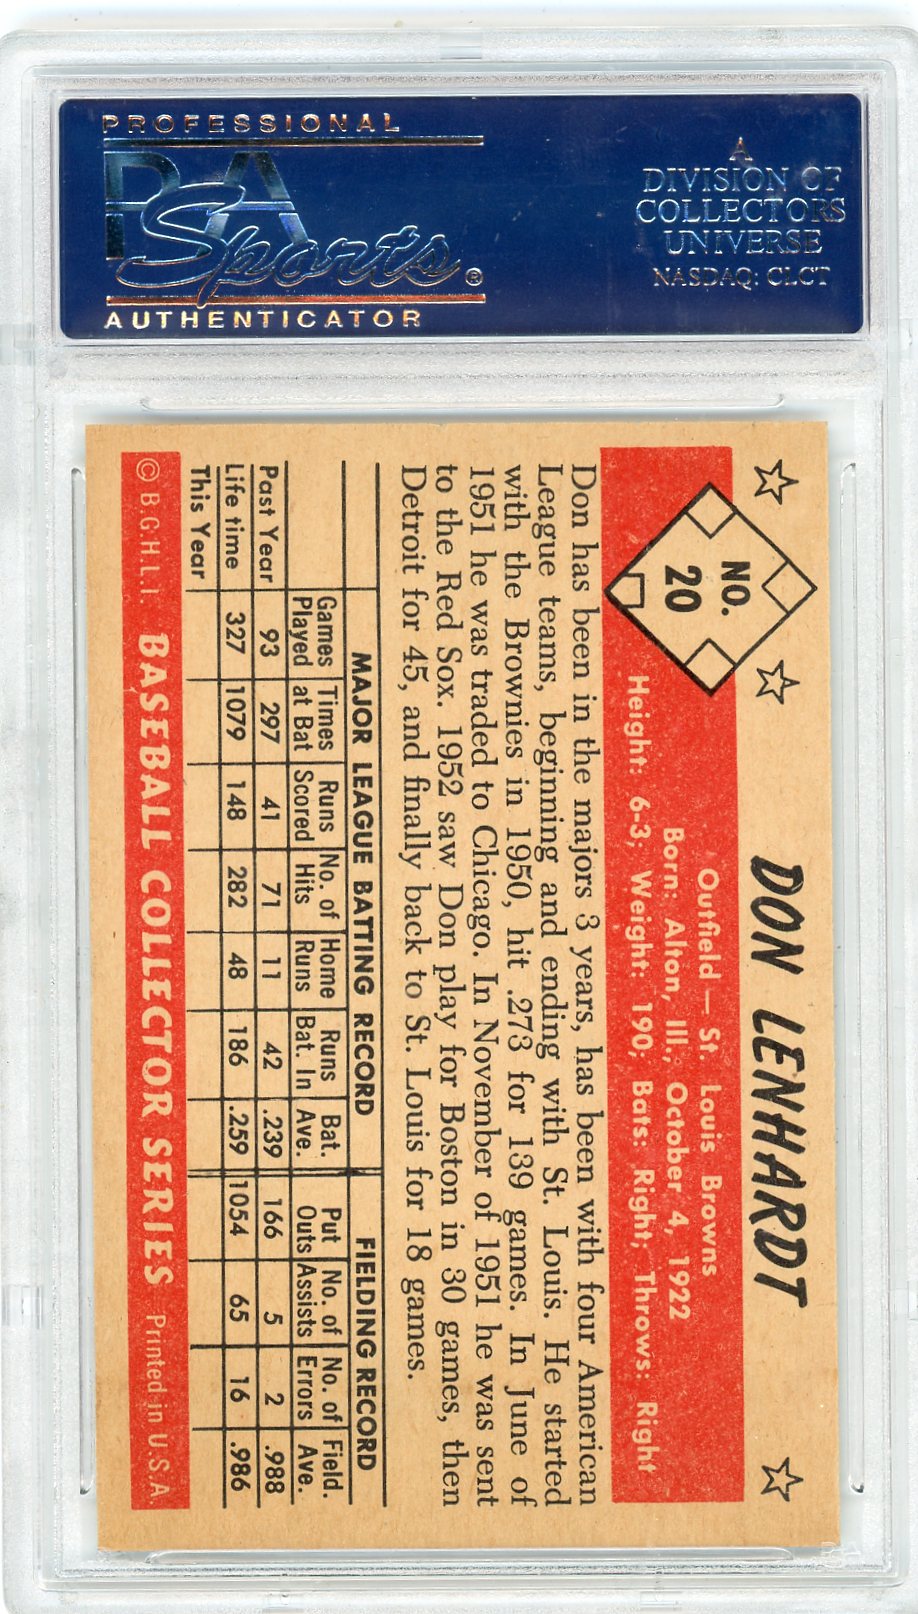 PROFESSIONAL
PSA
Sports®
AUTHENTICATOR
A
DIVISION OF
COLLECTORS
UNIVERSE
NASDAQ: CLCT
NO.
20
DON LENHARDT
Outfield — St. Louis Browns
Born: Alton, Ill., October 4, 1922
Height: 6-3; Weight: 190; Bats: Right; Throws: Right
Don has been in the majors 3 years, has been with four American
League teams, beginning and ending with St. Louis. He started
with the Brownies in 1950, hit .273 for 139 games. In June of
1951 he was traded to Chicago. In November of 1951 he was sent
to the Red Sox. 1952 saw Don play for Boston in 30 games, then
Detroit for 45, and finally back to St. Louis for 18 games.
MAJOR LEAGUE BATTING RECORD FIELDING RECORD
Games Times Runs No. of Home Runs Bat. Put No. of No. of Field.
Played at Bat Scored Hits Runs Bat. In Ave. Outs Assists Errors Ave.
Past Year 93 297 41 71 11 42 .239 166 5 2 .988
Life time 327 1079 148 282 48 186 .259 1054 65 16 .986
This Year
© B.G.H.L.I. BASEBALL COLLECTOR SERIES Printed in U.S.A.